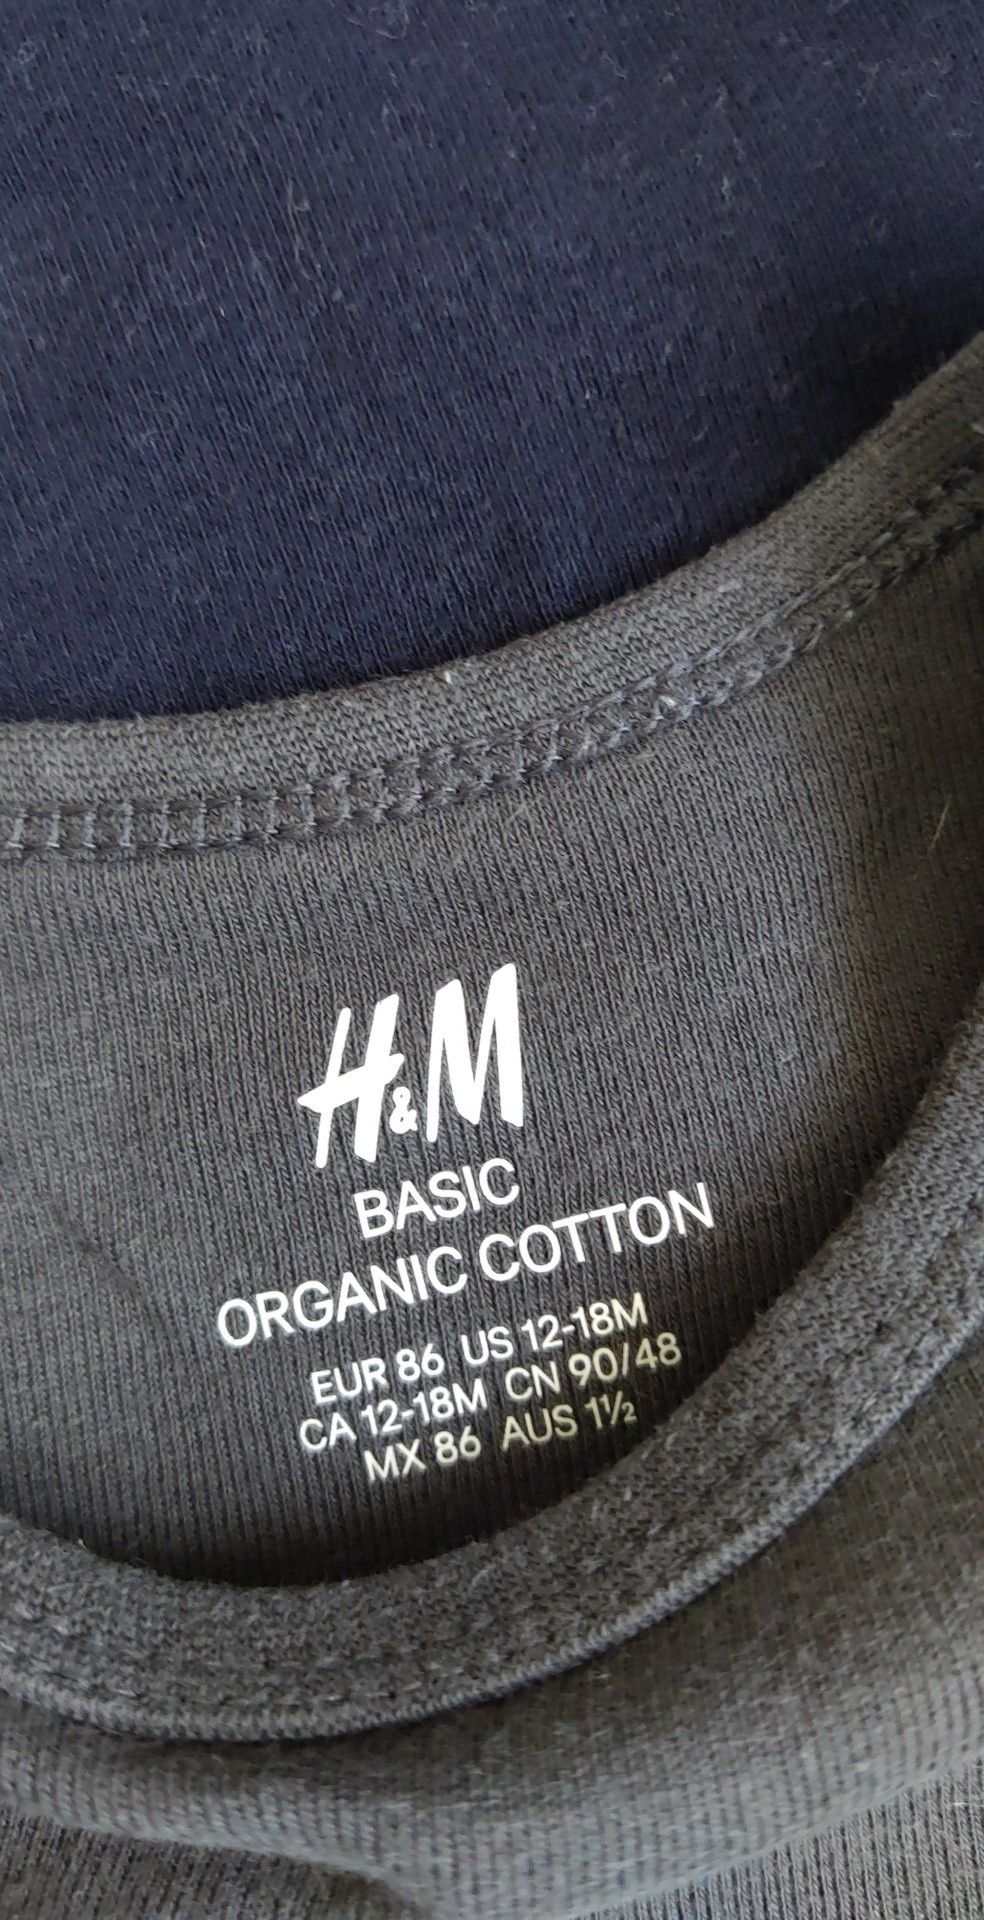 H&M
BASIC
ORGANIC COTTON
EUR 86 US 12-18M
CA 12-18M CN 90/48
MX 86 AUS 1½